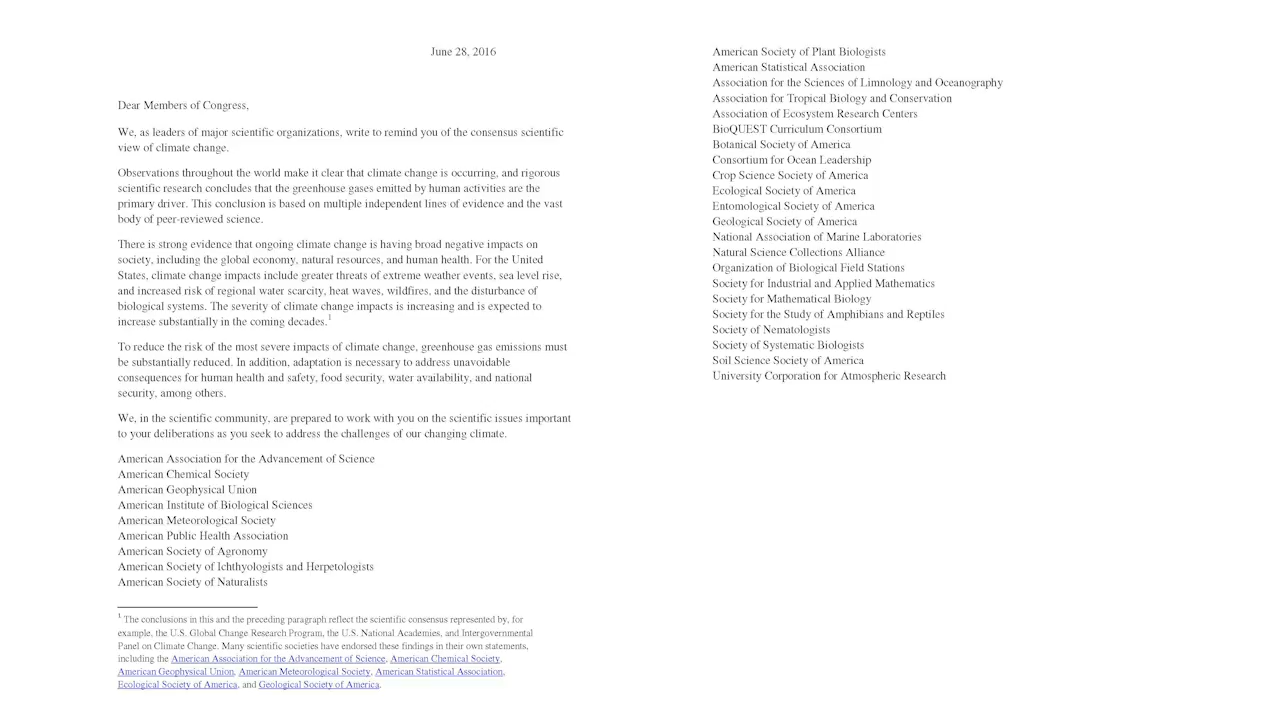 June 28, 2016
Dear Members of Congress,
We, as leaders of major scientific organizations, write to remind you of the consensus scientific
view of climate change.
Observations throughout the world make it clear that climate change is occurring, and rigorous
scientific research concludes that the greenhouse gases emitted by human activities are the
primary driver. This conclusion is based on multiple independent lines of evidence and the vast
body of peer-reviewed science.
There is strong evidence that ongoing climate change is having broad negative impacts on
society, including the global economy, natural resources, and human health. For the United
States, climate change impacts include greater threats of extreme weather events, sea level rise,
and increased risk of regional water scarcity, heat waves, wildfires, and the disturbance of
biological systems. The severity of climate change impacts is increasing and is expected to
increase substantially in the coming decades.1
To reduce the risk of the most severe impacts of climate change, greenhouse gas emissions must
be substantially reduced. In addition, adaptation is necessary to address unavoidable
consequences for human health and safety, food security, water availability, and national
security, among others.
We, in the scientific community, are prepared to work with you on the scientific issues important
to your deliberations as you seek to address the challenges of our changing climate.
American Association for the Advancement of Science
American Chemical Society
American Geophysical Union
American Institute of Biological Sciences
American Meteorological Society
American Public Health Association
American Society of Agronomy
American Society of Ichthyologists and Herpetologists
American Society of Naturalists
1 The conclusions in this and the preceding paragraph reflect the scientific consensus represented by, for
example, the U.S. Global Change Research Program, the U.S. National Academies, and Intergovernmental
Panel on Climate Change. Many scientific societies have endorsed these findings in their own statements,
including the American Association for the Advancement of Science, American Chemical Society,
American Geophysical Union, American Meteorological Society, American Statistical Association,
Ecological Society of America, and Geological Society of America.
American Society of Plant Biologists
American Statistical Association
Association for the Sciences of Limnology and Oceanography
Association for Tropical Biology and Conservation
Association of Ecosystem Research Centers
BioQUEST Curriculum Consortium
Botanical Society of America
Consortium for Ocean Leadership
Crop Science Society of America
Ecological Society of America
Entomological Society of America
Geological Society of America
National Association of Marine Laboratories
Natural Science Collections Alliance
Organization of Biological Field Stations
Society for Industrial and Applied Mathematics
Society for Mathematical Biology
Society for the Study of Amphibians and Reptiles
Society of Nematologists
Society of Systematic Biologists
Soil Science Society of America
University Corporation for Atmospheric Research